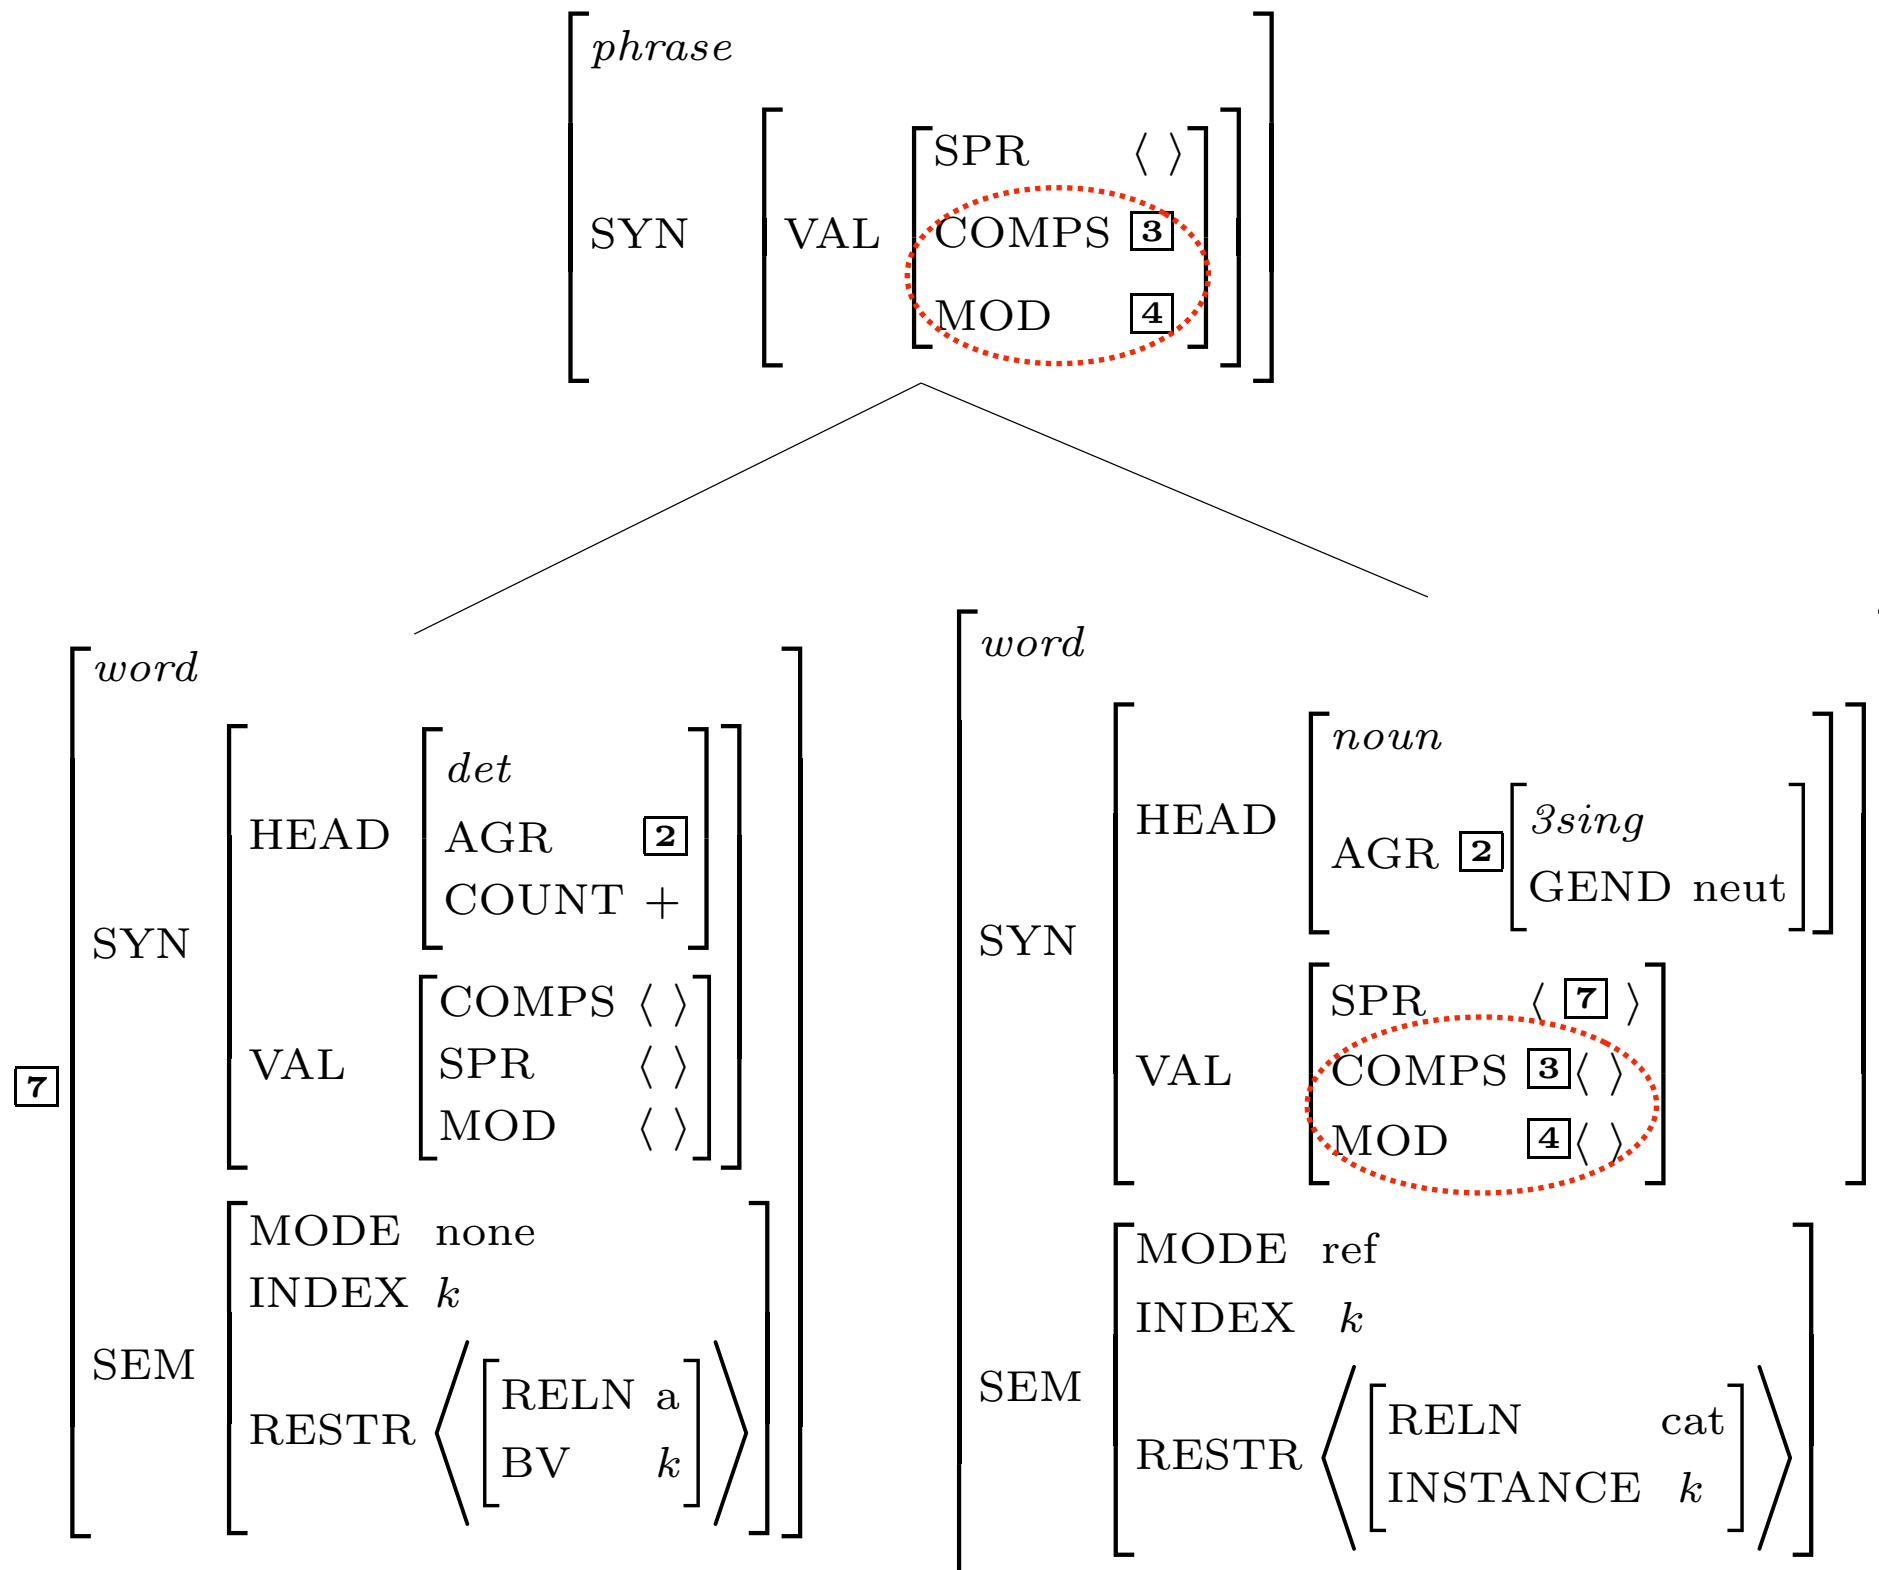 phrase
SPR ⟨ ⟩
SYN VAL COMPS 3
MOD 4
word
HEAD det
AGR 2
COUNT +
SYN
COMPS ⟨ ⟩
VAL SPR ⟨ ⟩
MOD ⟨ ⟩
7
MODE none
INDEX k
SEM
RESTR ⟨ RELN a
BV k ⟩
word
noun
HEAD
3sing
AGR 2
GEND neut
SYN
SPR ⟨ 7 ⟩
VAL COMPS 3 ⟨ ⟩
MOD 4 ⟨ ⟩
MODE ref
INDEX k
SEM
RESTR ⟨ RELN cat
INSTANCE k ⟩